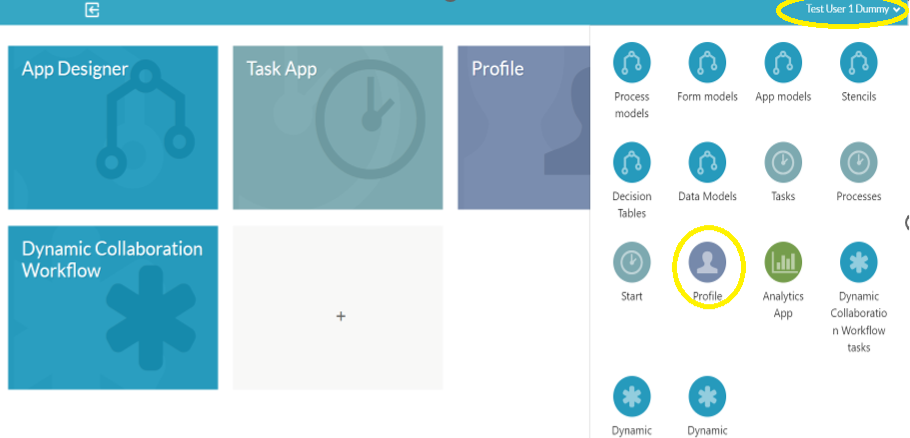 Test User 1 Dummy
App Designer
Task App
Profile
Dynamic Collaboration
Workflow
+
Process
models
Form models
App models
Stencils
Decision
Tables
Data Models
Tasks
Processes
Start
Profile
Analytics
App
Dynamic
Collaboratio
n Workflow
tasks
Dynamic
Dynamic